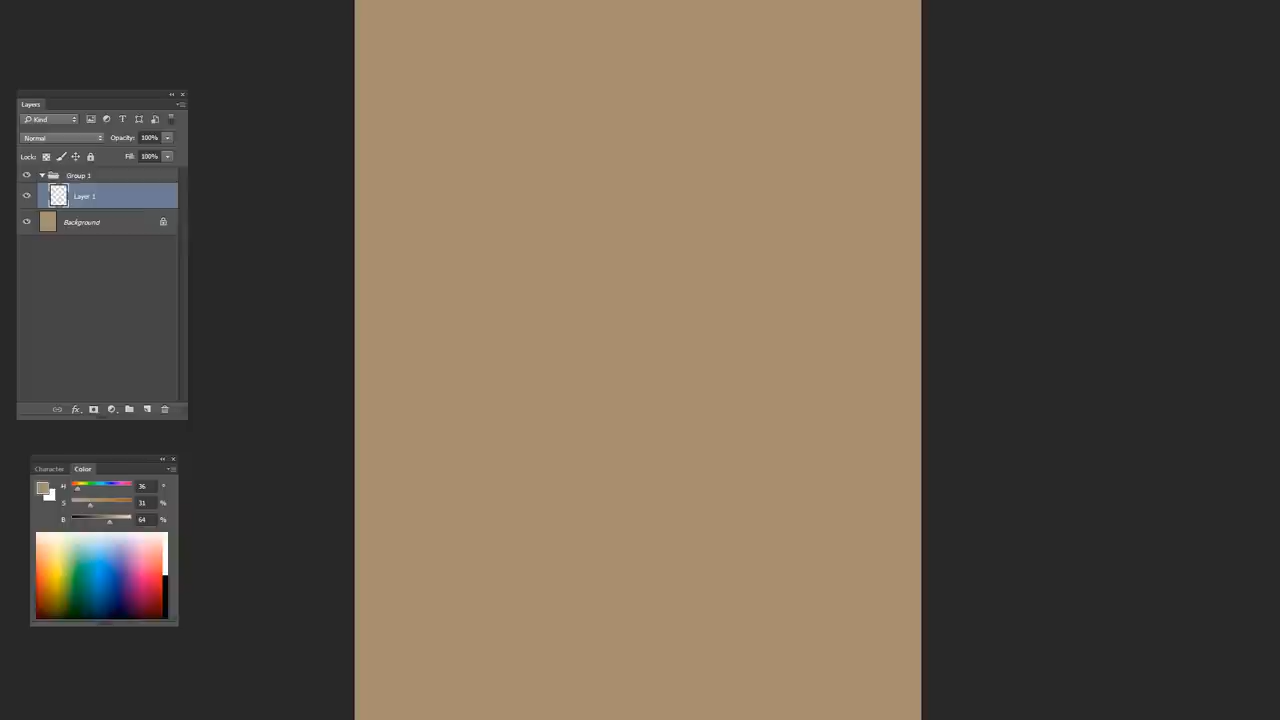 Layers
Kind
Normal Opacity: 100%
Lock: Fill: 100%
Group 1
Layer 1
Background
Character Color
H 36 °
S 31 %
B 64 %